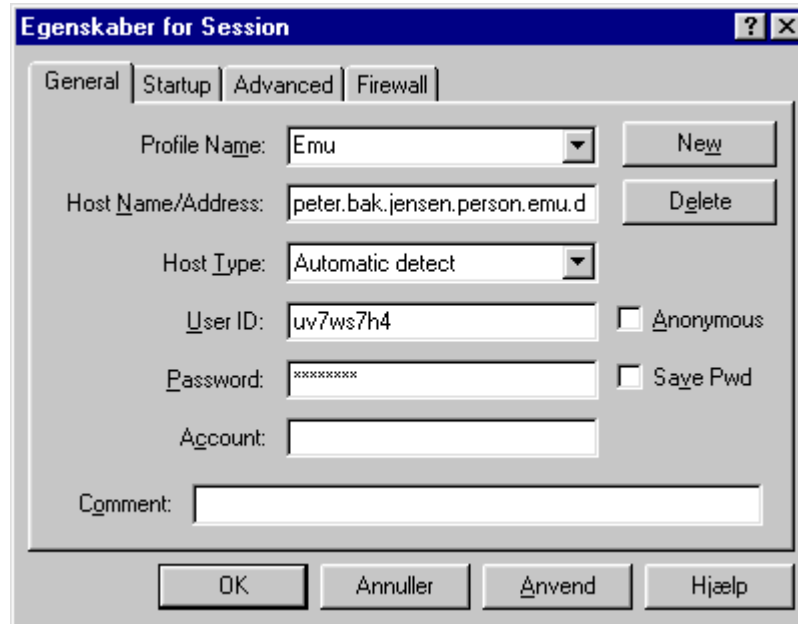 Egenskaber for Session
General Startup Advanced Firewall
Profile Name: Emu New
Host Name/Address: peter.bak.jensen.person.emu.d Delete
Host Type: Automatic detect
User ID: uv7ws7h4 Anonymous
Password: ******** Save Pwd
Account:
Comment:
OK Annuller Anvend Hjælp